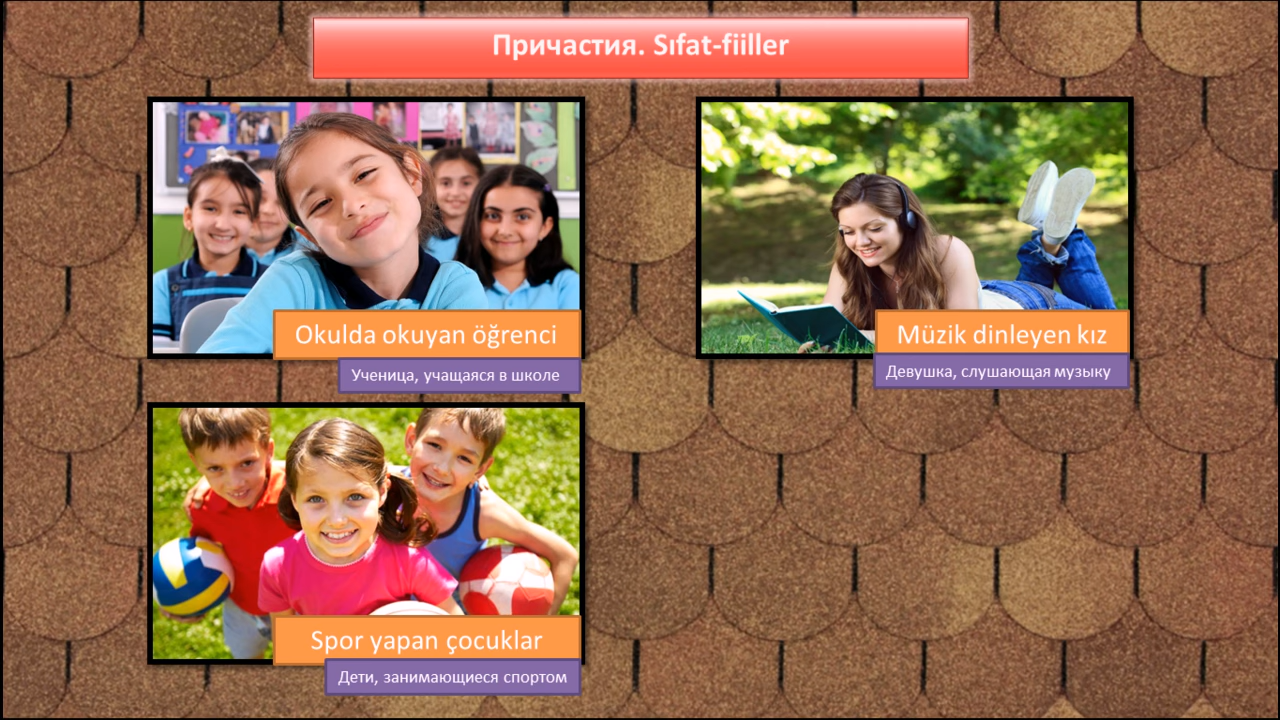 Причастия. Sıfat-fiiller
Okulda okuyan öğrenci
Ученица, учащаяся в школе
Müzik dinleyen kız
Девушка, слушающая музыку
Spor yapan çocuklar
Дети, занимающиеся спортом